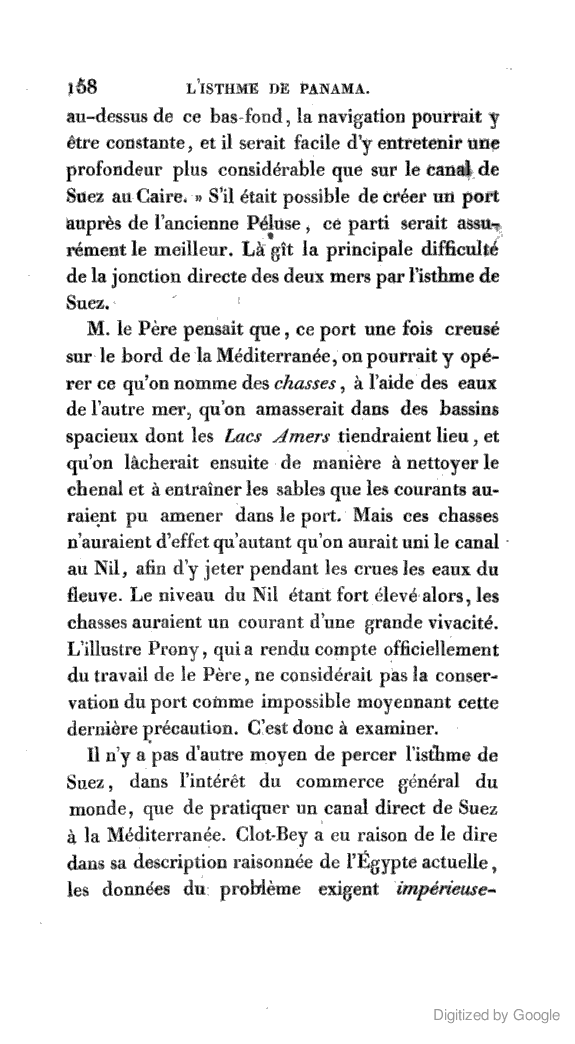 158 L'ISTHME DE PANAMA.
au-dessus de ce bas-fond, la navigation pourrait y
être constante, et il serait facile d'y entretenir une
profondeur plus considérable que sur le canal de
Suez au Caire. » S'il était possible de créer un port
auprès de l'ancienne Péluse, ce parti serait assu-
rément le meilleur. Là gît la principale difficulté
de la jonction directe des deux mers par l'isthme de
Suez.
M. le Père pensait que, ce port une fois creusé
sur le bord de la Méditerranée, on pourrait y opé-
rer ce qu'on nomme des chasses, à l'aide des eaux
de l'autre mer, qu'on amasserait dans des bassins
spacieux dont les Lacs Amers tiendraient lieu, et
qu'on lâcherait ensuite de manière à nettoyer le
chenal et à entraîner les sables que les courants au-
raient pu amener dans le port. Mais ces chasses
n'auraient d'effet qu'autant qu'on aurait uni le canal
au Nil, afin d'y jeter pendant les crues les eaux du
fleuve. Le niveau du Nil étant fort élevé alors, les
chasses auraient un courant d'une grande vivacité.
L'illustre Prony, qui a rendu compte officiellement
du travail de le Père, ne considérait pas la conser-
vation du port comme impossible moyennant cette
dernière précaution. C'est donc à examiner.
Il n'y a pas d'autre moyen de percer l'isthme de
Suez, dans l'intérêt du commerce général du
monde, que de pratiquer un canal direct de Suez
à la Méditerranée. Clot-Bey a eu raison de le dire
dans sa description raisonnée de l'Égypte actuelle,
les données du problème exigent impérieuse-
Digitized by Google